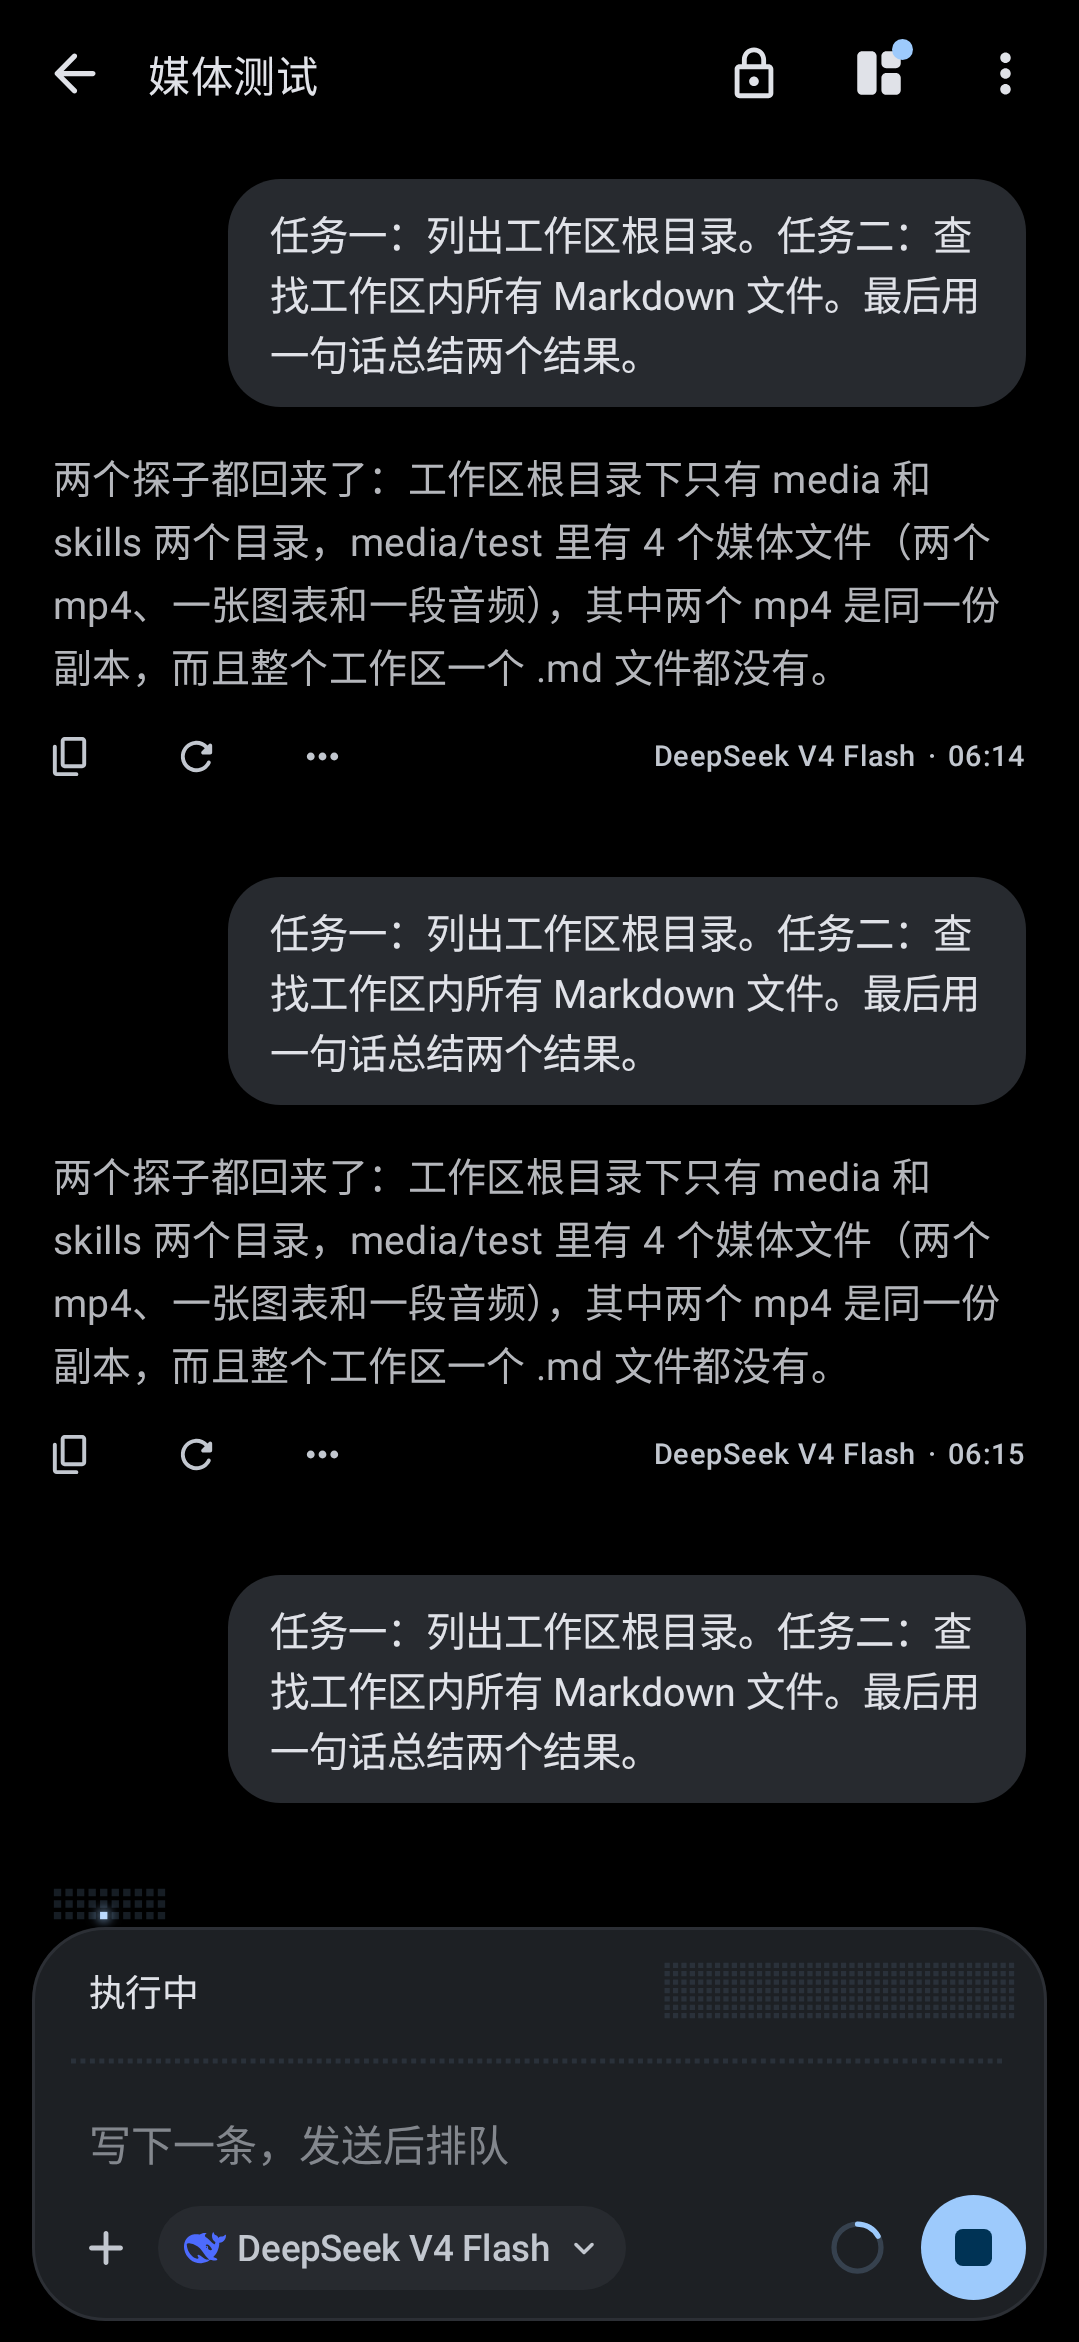 媒体测试
任务一：列出工作区根目录。任务二：查
找工作区内所有 Markdown 文件。最后用
一句话总结两个结果。
两个探子都回来了：工作区根目录下只有 media 和
skills 两个目录，media/test 里有 4 个媒体文件（两个
mp4、一张图表和一段音频），其中两个 mp4 是同一份
副本，而且整个工作区一个 .md 文件都没有。
DeepSeek V4 Flash · 06:14
任务一：列出工作区根目录。任务二：查
找工作区内所有 Markdown 文件。最后用
一句话总结两个结果。
两个探子都回来了：工作区根目录下只有 media 和
skills 两个目录，media/test 里有 4 个媒体文件（两个
mp4、一张图表和一段音频），其中两个 mp4 是同一份
副本，而且整个工作区一个 .md 文件都没有。
DeepSeek V4 Flash · 06:15
任务一：列出工作区根目录。任务二：查
找工作区内所有 Markdown 文件。最后用
一句话总结两个结果。
执行中
写下一条，发送后排队
DeepSeek V4 Flash